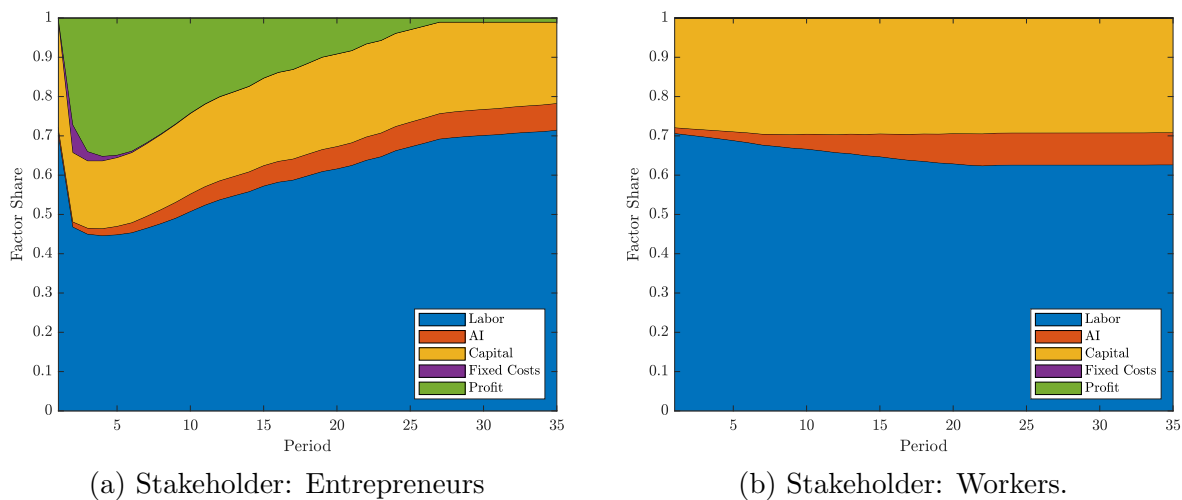 1
0.9
0.8
0.7
0.6
0.5
0.4
0.3
0.2
0.1
0
Factor Share
5 10 15 20 25 30 35
Period
Labor
AI
Capital
Fixed Costs
Profit
(a) Stakeholder: Entrepreneurs
1
0.9
0.8
0.7
0.6
0.5
0.4
0.3
0.2
0.1
0
Factor Share
5 10 15 20 25 30 35
Period
Labor
AI
Capital
Fixed Costs
Profit
(b) Stakeholder: Workers.